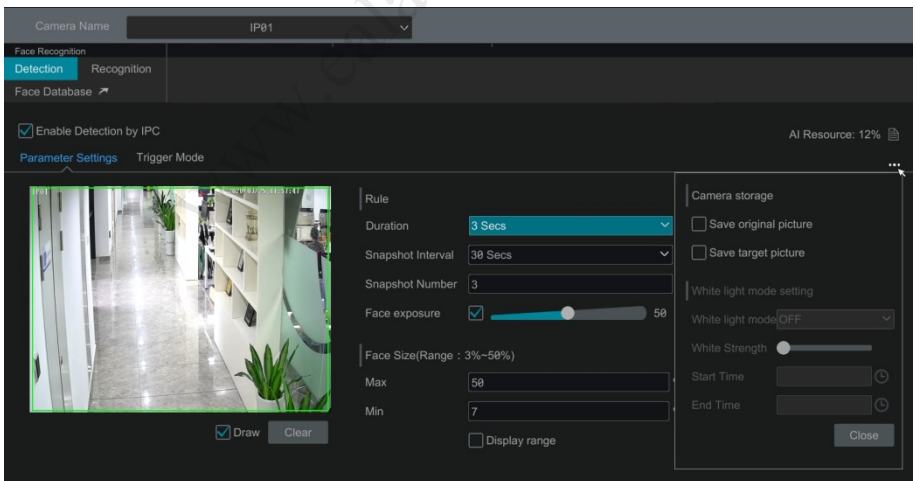 Camera Name IP01
Face Recognition
Detection Recognition
Face Database
Enable Detection by IPC
AI Resource: 12%
Parameter Settings Trigger Mode
...
IP01
Draw Clear
Rule
Duration 3 Secs
Snapshot Interval 30 Secs
Snapshot Number 3
Face exposure 50
Face Size(Range : 3%~50%)
Max 50
Min 7
Display range
Camera storage
Save original picture
Save target picture
White light mode setting
White light mode OFF
White Strength
Start Time
End Time
Close